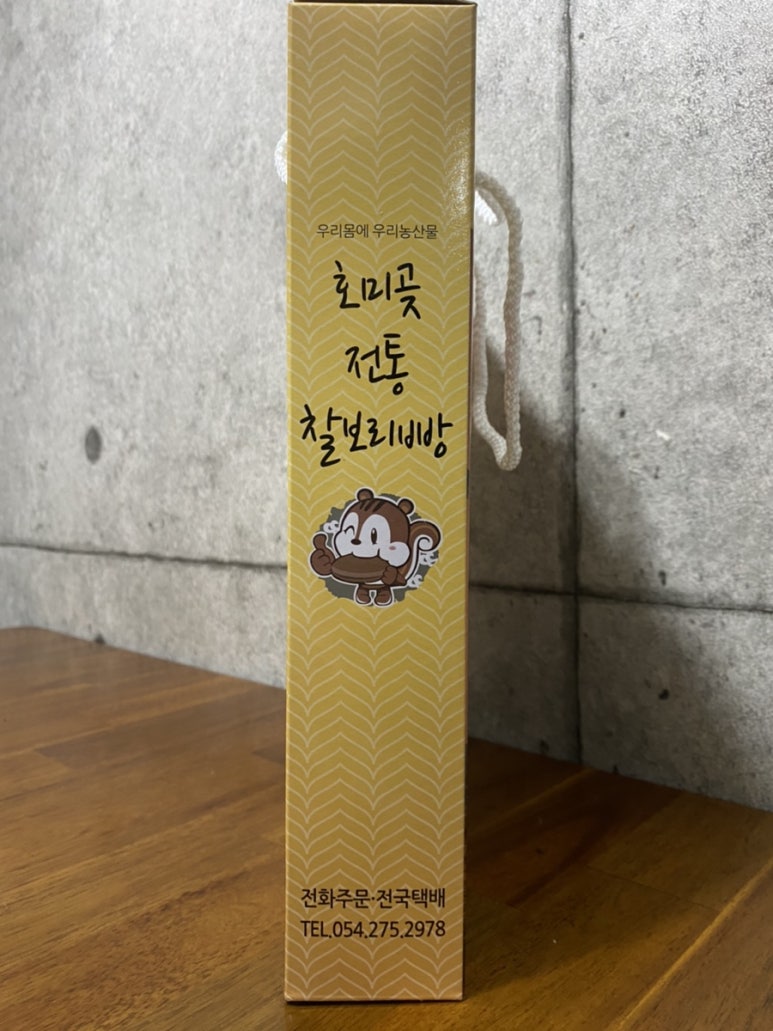 우리몸에 우리농산물
호미곶
전통
찰보리빵
전화주문·전국택배
TEL.054.275.2978